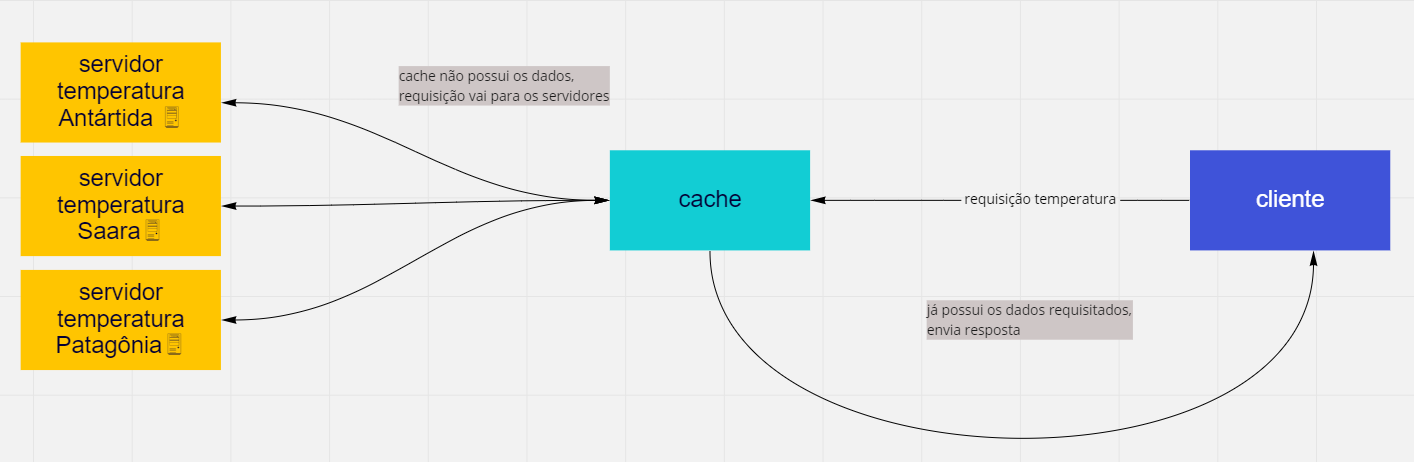 servidor
temperatura
Antártida
servidor
temperatura
Saara
servidor
temperatura
Patagônia
cache não possui os dados,
requisição vai para os servidores
cache
requisição temperatura
cliente
já possui os dados requisitados,
envia resposta